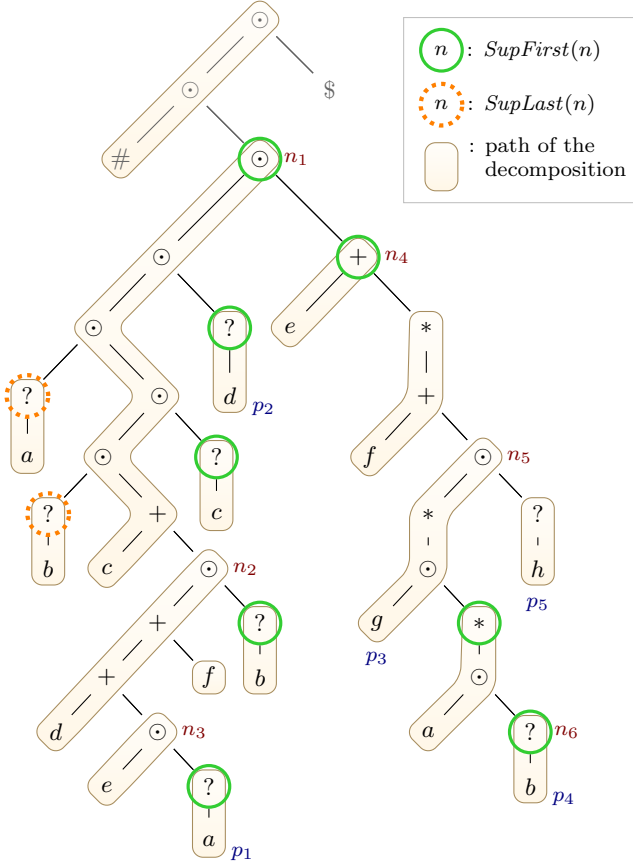 ⊙
n : SupFirst(n)
n : SupLast(n)
: path of the
decomposition
⊙ $
# ⊙ n₁
⊙ + n₄
⊙ ? e *
? ⊙ d p₂ +
a ⊙ ? f ⊙ n₅
? + c * ?
b c ⊙ n₂ ⊙ h
+ ? g * p₅
+ f b p₃ ⊙
d ⊙ n₃ a ? n₆
e ? b p₄
a p₁